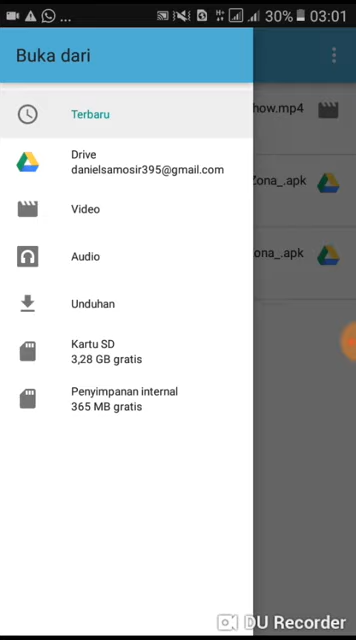 ... H+ 30% 03:01
Buka dari
Terbaru
how.mp4
Drive
danielsamosir395@gmail.com
Zona_.apk
Video
Audio
ona_.apk
Unduhan
Kartu SD
3,28 GB gratis
Penyimpanan internal
365 MB gratis
DU Recorder